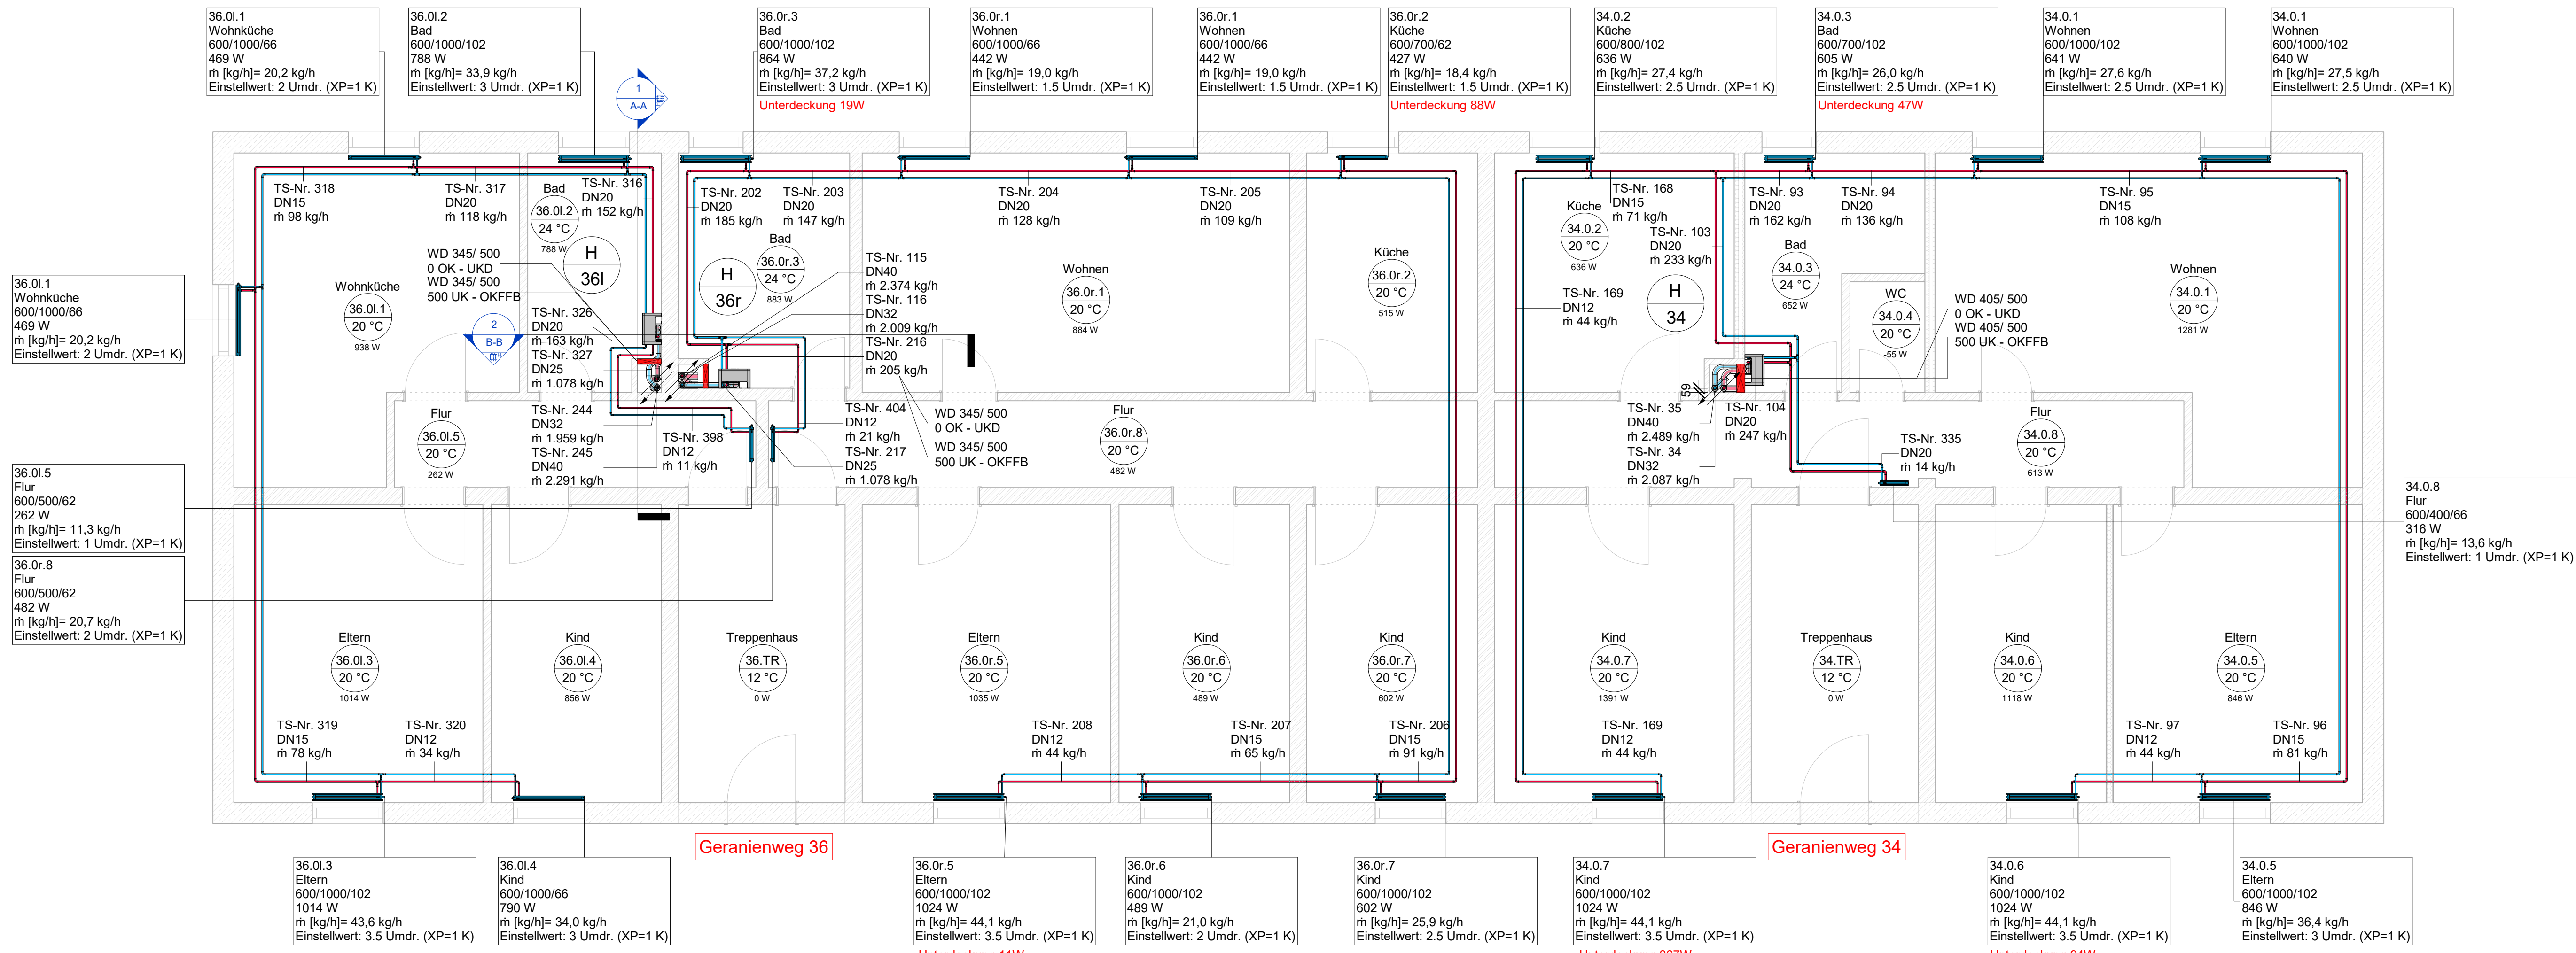 36.0l.1
Wohnküche
600/1000/66
469 W
ṁ [kg/h]= 20,2 kg/h
Einstellwert: 2 Umdr. (XP=1 K)
36.0l.2
Bad
600/1000/102
788 W
ṁ [kg/h]= 33,9 kg/h
Einstellwert: 3 Umdr. (XP=1 K)
36.0r.3
Bad
600/1000/102
864 W
ṁ [kg/h]= 37,2 kg/h
Einstellwert: 3 Umdr. (XP=1 K)
Unterdeckung 19W
36.0r.1
Wohnen
600/1000/66
442 W
ṁ [kg/h]= 19,0 kg/h
Einstellwert: 1.5 Umdr. (XP=1 K)
36.0r.1
Wohnen
600/1000/66
442 W
ṁ [kg/h]= 19,0 kg/h
Einstellwert: 1.5 Umdr. (XP=1 K)
36.0r.2
Küche
600/700/62
427 W
ṁ [kg/h]= 18,4 kg/h
Einstellwert: 1.5 Umdr. (XP=1 K)
Unterdeckung 88W
34.0.2
Küche
600/800/102
636 W
ṁ [kg/h]= 27,4 kg/h
Einstellwert: 2.5 Umdr. (XP=1 K)
34.0.3
Bad
600/700/102
605 W
ṁ [kg/h]= 26,0 kg/h
Einstellwert: 2.5 Umdr. (XP=1 K)
Unterdeckung 47W
34.0.1
Wohnen
600/1000/102
641 W
ṁ [kg/h]= 27,6 kg/h
Einstellwert: 2.5 Umdr. (XP=1 K)
34.0.1
Wohnen
600/1000/102
640 W
ṁ [kg/h]= 27,5 kg/h
Einstellwert: 2.5 Umdr. (XP=1 K)
1
A-A
TS-Nr. 318
DN15
ṁ 98 kg/h
TS-Nr. 317
DN20
ṁ 118 kg/h
Bad
36.0l.2
24 °C
788 W
TS-Nr. 316
DN20
ṁ 152 kg/h
TS-Nr. 202
DN20
ṁ 185 kg/h
TS-Nr. 203
DN20
ṁ 147 kg/h
TS-Nr. 204
DN20
ṁ 128 kg/h
TS-Nr. 205
DN20
ṁ 109 kg/h
TS-Nr. 168
DN15
ṁ 71 kg/h
TS-Nr. 93
DN20
ṁ 162 kg/h
TS-Nr. 94
DN20
ṁ 136 kg/h
TS-Nr. 95
DN15
ṁ 108 kg/h
WD 345/ 500
0 OK - UKD
WD 345/ 500
500 UK - OKFFB
H
36l
H
36r
Bad
36.0r.3
24 °C
883 W
TS-Nr. 115
DN40
ṁ 2.374 kg/h
TS-Nr. 116
DN32
ṁ 2.009 kg/h
TS-Nr. 216
DN20
ṁ 205 kg/h
Wohnen
36.0r.1
20 °C
884 W
Küche
36.0r.2
20 °C
515 W
Küche
34.0.2
20 °C
636 W
TS-Nr. 103
DN20
ṁ 233 kg/h
H
34
TS-Nr. 169
DN12
ṁ 44 kg/h
Bad
34.0.3
24 °C
652 W
WC
34.0.4
20 °C
-55 W
WD 405/ 500
0 OK - UKD
WD 405/ 500
500 UK - OKFFB
Wohnen
34.0.1
20 °C
1281 W
36.0l.1
Wohnküche
600/1000/66
469 W
ṁ [kg/h]= 20,2 kg/h
Einstellwert: 2 Umdr. (XP=1 K)
Wohnküche
36.0l.1
20 °C
938 W
2
B-B
TS-Nr. 326
DN20
ṁ 163 kg/h
TS-Nr. 327
DN25
ṁ 1.078 kg/h
TS-Nr. 244
DN32
ṁ 1.959 kg/h
TS-Nr. 245
DN40
ṁ 2.291 kg/h
TS-Nr. 398
DN12
ṁ 11 kg/h
TS-Nr. 404
DN12
ṁ 21 kg/h
TS-Nr. 217
DN25
ṁ 1.078 kg/h
WD 345/ 500
0 OK - UKD
WD 345/ 500
500 UK - OKFFB
Flur
36.0l.5
20 °C
262 W
Flur
36.0r.8
20 °C
482 W
59
TS-Nr. 35
DN40
ṁ 2.489 kg/h
TS-Nr. 34
DN32
ṁ 2.087 kg/h
TS-Nr. 104
DN20
ṁ 247 kg/h
TS-Nr. 335
DN20
ṁ 14 kg/h
Flur
34.0.8
20 °C
613 W
36.0l.5
Flur
600/500/62
262 W
ṁ [kg/h]= 11,3 kg/h
Einstellwert: 1 Umdr. (XP=1 K)
36.0r.8
Flur
600/500/62
482 W
ṁ [kg/h]= 20,7 kg/h
Einstellwert: 2 Umdr. (XP=1 K)
34.0.8
Flur
600/400/66
316 W
ṁ [kg/h]= 13,6 kg/h
Einstellwert: 1 Umdr. (XP=1 K)
Eltern
36.0l.3
20 °C
1014 W
Kind
36.0l.4
20 °C
856 W
Treppenhaus
36.TR
12 °C
0 W
Eltern
36.0r.5
20 °C
1035 W
Kind
36.0r.6
20 °C
489 W
Kind
36.0r.7
20 °C
602 W
Kind
34.0.7
20 °C
1391 W
Treppenhaus
34.TR
12 °C
0 W
Kind
34.0.6
20 °C
1118 W
Eltern
34.0.5
20 °C
846 W
TS-Nr. 319
DN15
ṁ 78 kg/h
TS-Nr. 320
DN12
ṁ 34 kg/h
TS-Nr. 208
DN12
ṁ 44 kg/h
TS-Nr. 207
DN15
ṁ 65 kg/h
TS-Nr. 206
DN15
ṁ 91 kg/h
TS-Nr. 169
DN12
ṁ 44 kg/h
TS-Nr. 97
DN12
ṁ 44 kg/h
TS-Nr. 96
DN15
ṁ 81 kg/h
Geranienweg 36
Geranienweg 34
36.0l.3
Eltern
600/1000/102
1014 W
ṁ [kg/h]= 43,6 kg/h
Einstellwert: 3.5 Umdr. (XP=1 K)
36.0l.4
Kind
600/1000/66
790 W
ṁ [kg/h]= 34,0 kg/h
Einstellwert: 3 Umdr. (XP=1 K)
36.0r.5
Eltern
600/1000/102
1024 W
ṁ [kg/h]= 44,1 kg/h
Einstellwert: 3.5 Umdr. (XP=1 K)
Unterdeckung 11W
36.0r.6
Kind
600/1000/102
489 W
ṁ [kg/h]= 21,0 kg/h
Einstellwert: 2 Umdr. (XP=1 K)
36.0r.7
Kind
600/1000/102
602 W
ṁ [kg/h]= 25,9 kg/h
Einstellwert: 2.5 Umdr. (XP=1 K)
34.0.7
Kind
600/1000/102
1024 W
ṁ [kg/h]= 44,1 kg/h
Einstellwert: 3.5 Umdr. (XP=1 K)
Unterdeckung 367W
34.0.6
Kind
600/1000/102
1024 W
ṁ [kg/h]= 44,1 kg/h
Einstellwert: 3.5 Umdr. (XP=1 K)
Unterdeckung 94W
34.0.5
Eltern
600/1000/102
846 W
ṁ [kg/h]= 36,4 kg/h
Einstellwert: 3 Umdr. (XP=1 K)